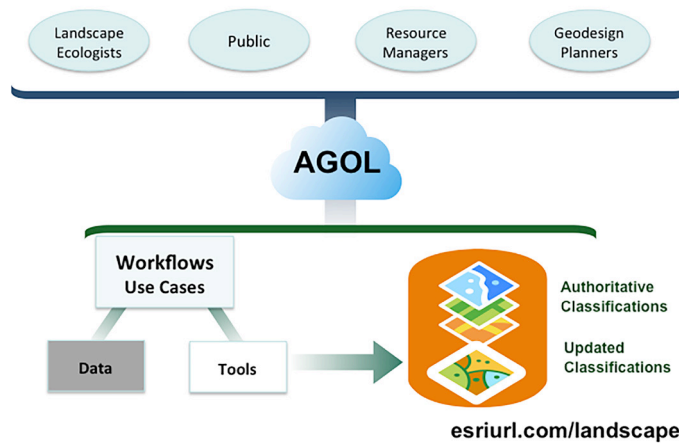 Landscape
Ecologists
Public
Resource
Managers
Geodesign
Planners
AGOL
Workflows
Use Cases
Data
Tools
Authoritative
Classifications
Updated
Classifications
esriurl.com/landscape